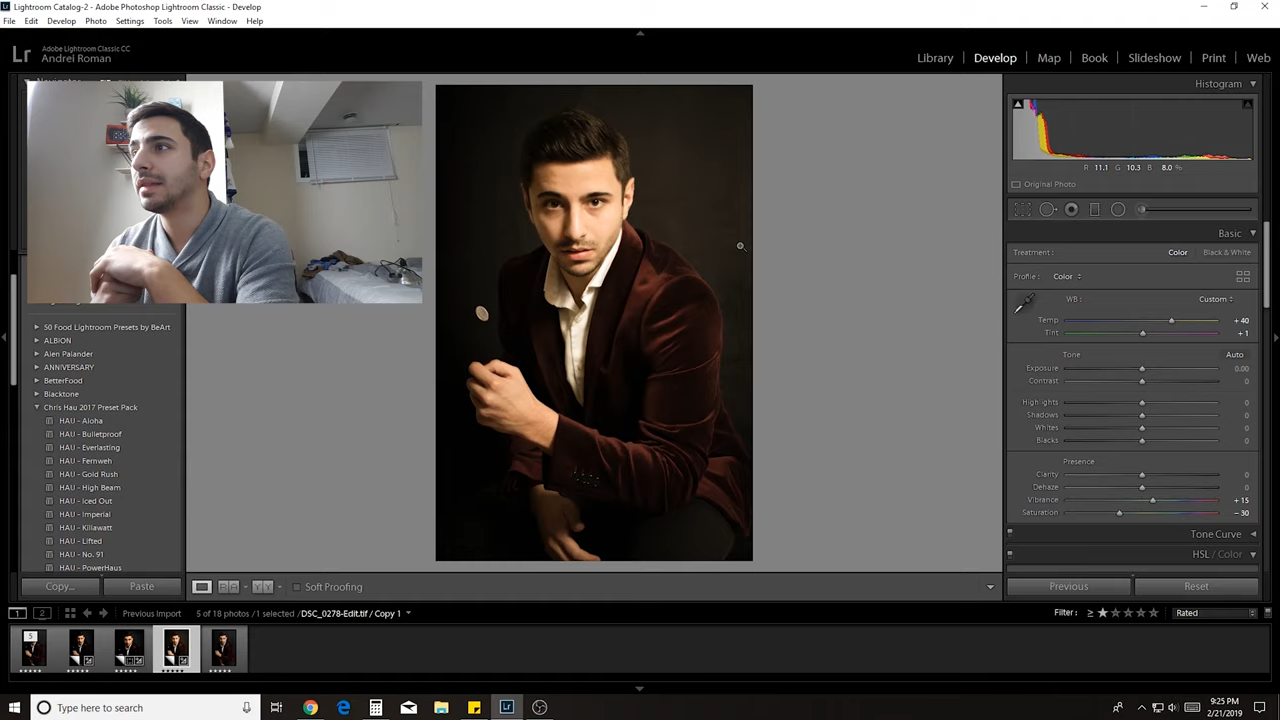 Lightroom Catalog-2 - Adobe Photoshop Lightroom Classic - Develop
File Edit Develop Photo Settings Tools View Window Help
Lr Adobe Lightroom Classic CC
Andrei Roman
Library | Develop | Map | Book | Slideshow | Print | Web
Histogram
R 11.1 G 10.3 B 8.0 %
Original Photo
Basic
Treatment : Color Black & White
Profile : Color
WB : Custom
Temp + 40
Tint + 1
Tone Auto
Exposure 0.00
Contrast 0
Highlights 0
Shadows 0
Whites 0
Blacks 0
Presence
Clarity 0
Dehaze 0
Vibrance + 15
Saturation - 30
Tone Curve
HSL / Color
Previous Reset
50 Food Lightroom Presets by BeArt
ALBION
Alen Palander
ANNIVERSARY
BetterFood
Blacktone
Chris Hau 2017 Preset Pack
HAU - Aloha
HAU - Bulletproof
HAU - Everlasting
HAU - Fernweh
HAU - Gold Rush
HAU - High Beam
HAU - Iced Out
HAU - Imperial
HAU - Killawatt
HAU - Lifted
HAU - No. 91
HAU - PowerHaus
Copy... Paste
Soft Proofing
1 2 Previous Import 5 of 18 photos / 1 selected / DSC_0278-Edit.tif / Copy 1
Filter : ≥ ★★★★★ Rated
5
Type here to search
Lr
9:25 PM
2/21/2019